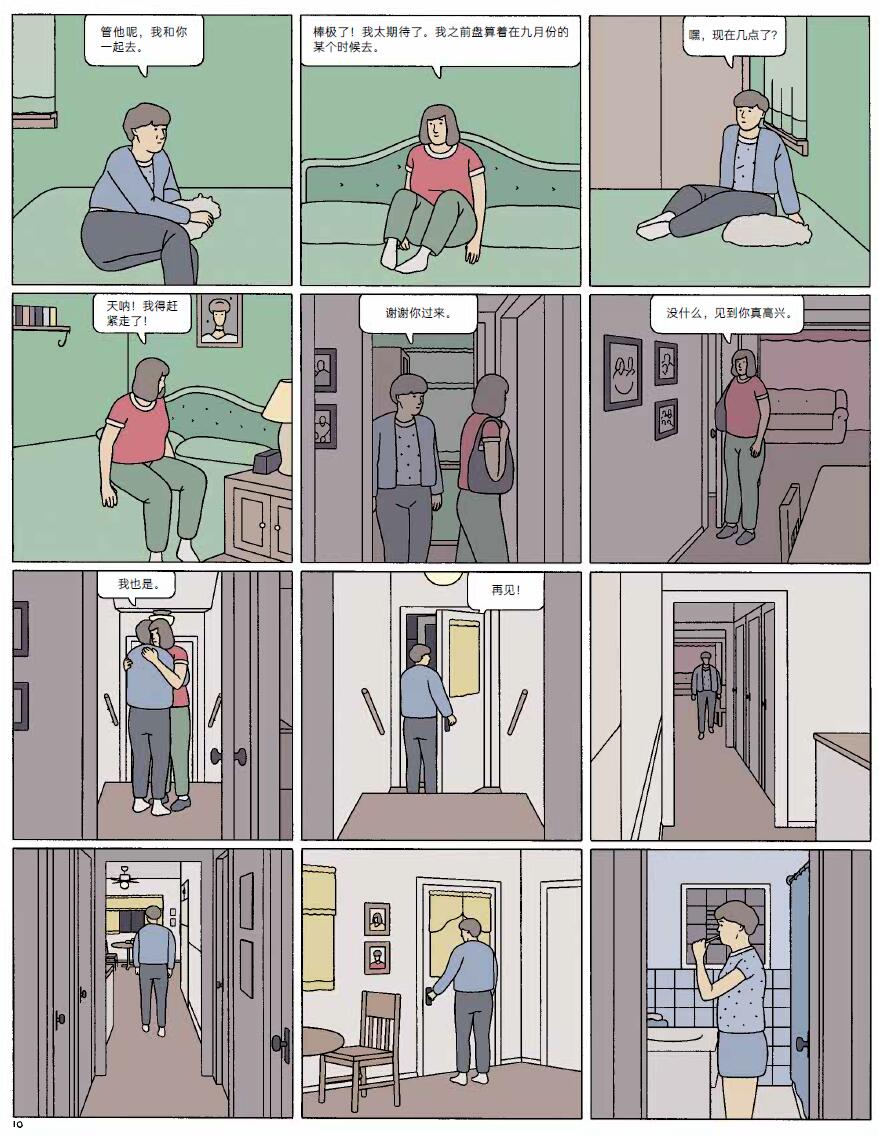 管他呢，我和你
一起去。
棒极了！我太期待了。我之前盘算着在九月份的
某个时候去。
嘿，现在几点了？
天呐！我得赶
紧走了！
谢谢你过来。
没什么，见到你真高兴。
我也是。
再见！
10